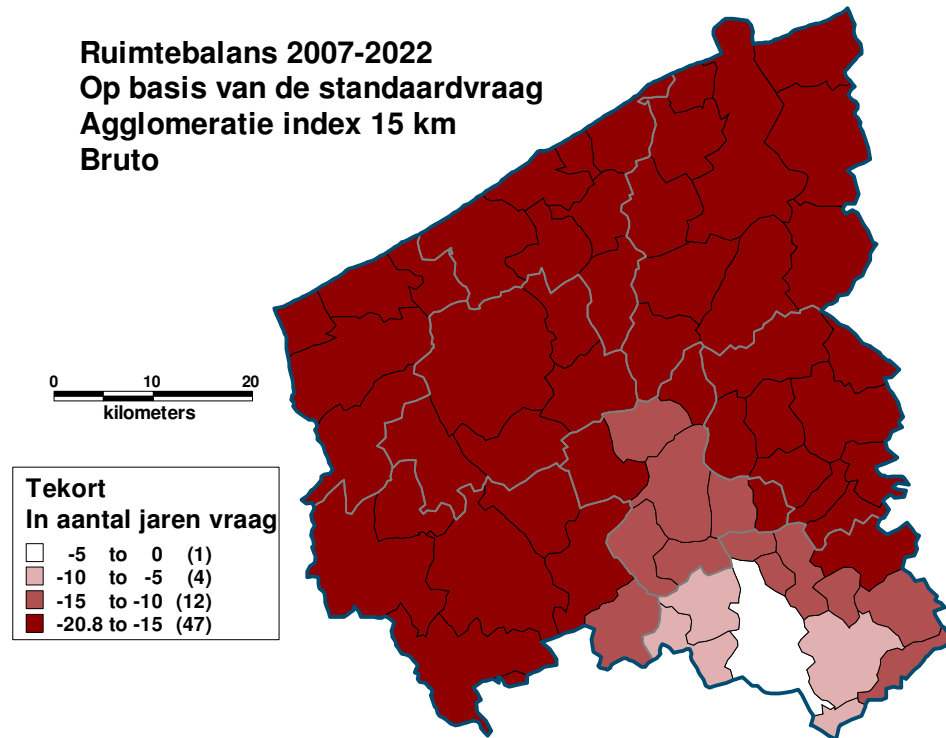 Ruimtebalans 2007-2022
Op basis van de standaardvraag
Agglomeratie index 15 km
Bruto
0 10 20
kilometers
Tekort
In aantal jaren vraag
-5 to 0 (1)
-10 to -5 (4)
-15 to -10 (12)
-20.8 to -15 (47)